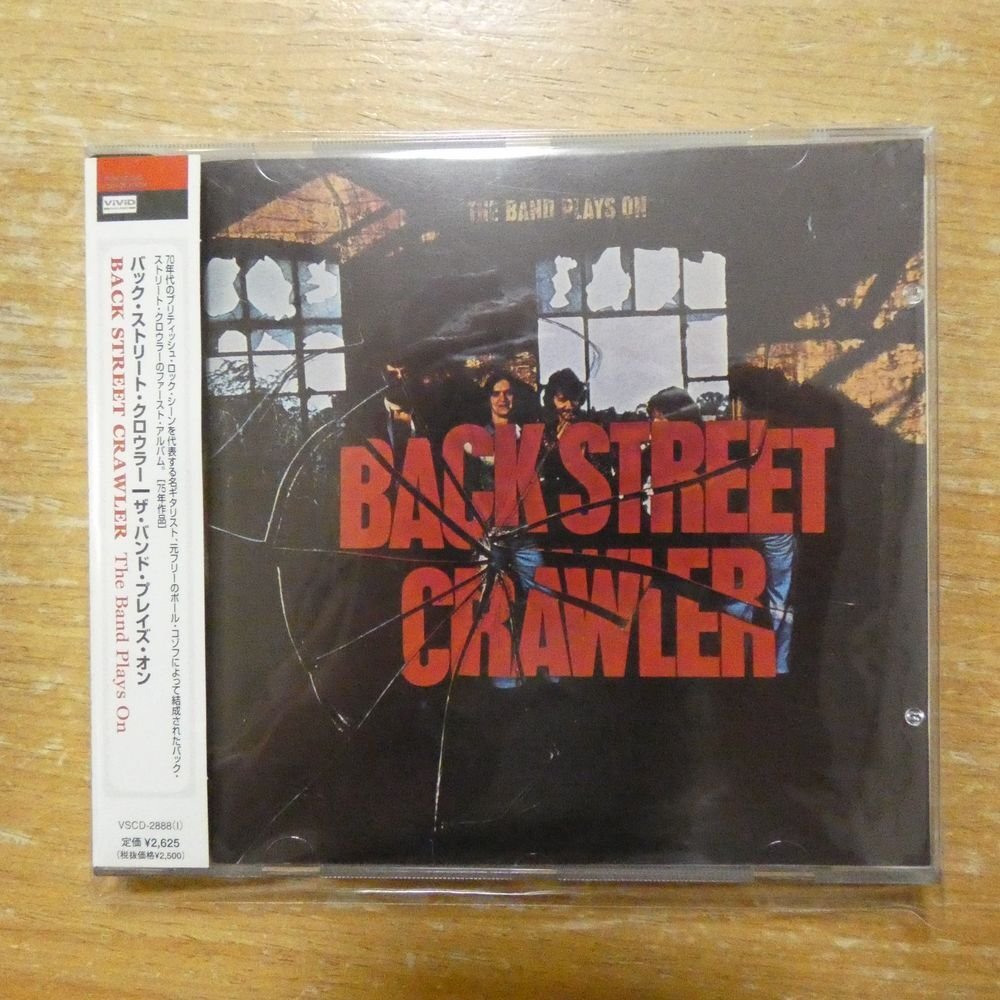 ViViD
70年代のブリティッシュ・ロック・シーンを代表する名ギタリスト、元フリーのポール・コゾフによって結成されたバック・
ストリート・クロウラーのファースト・アルバム。 [75年作品]
バック・ストリート・クロウラー|ザ・バンド・プレイズ・オン
BACK STREET CRAWLER The Band Plays On
VSCD-2888(I)
定価 ¥2,625
(税抜価格¥2,500)
THE BAND PLAYS ON
BACK STREET
CRAWLER